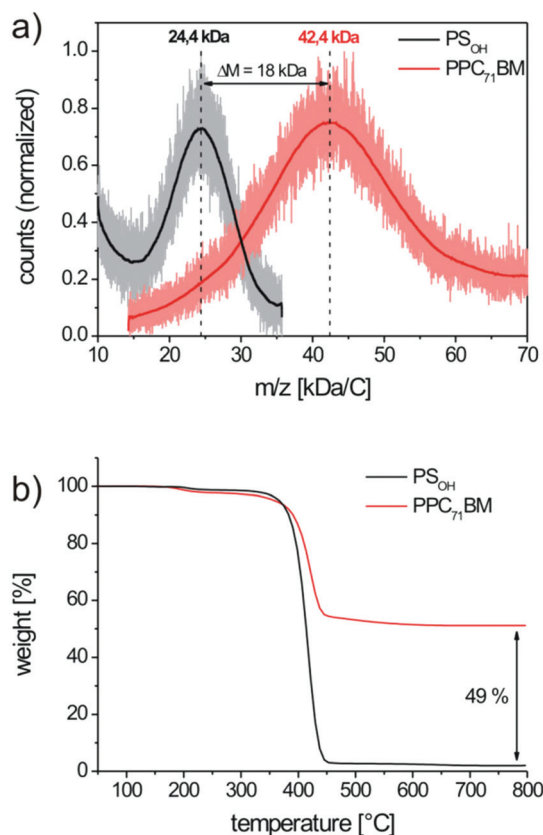 a)
24,4 kDa 42,4 kDa
PS_OH
PPC_71BM
ΔM = 18 kDa
counts (normalized)
1.0
0.8
0.6
0.4
0.2
0.0
10 20 30 40 50 60 70
m/z [kDa/C]
b)
PS_OH
PPC_71BM
weight [%]
100
80
60
40
20
0
49 %
100 200 300 400 500 600 700 800
temperature [°C]